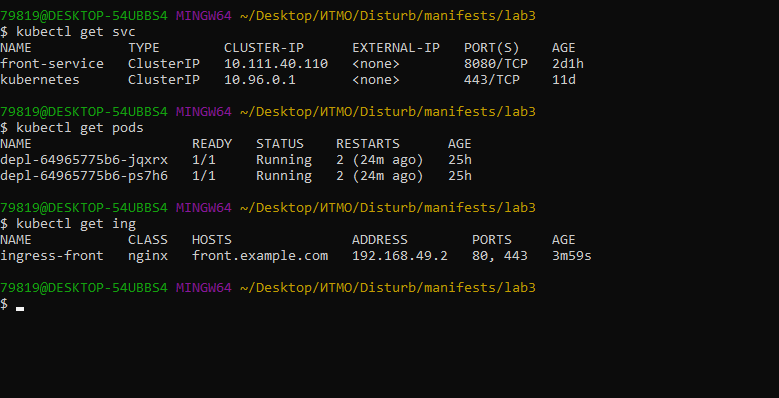 79819@DESKTOP-54UBBS4 MINGW64 ~/Desktop/ИТМО/Disturb/manifests/lab3
$ kubectl get svc
NAME            TYPE        CLUSTER-IP      EXTERNAL-IP   PORT(S)    AGE
front-service   ClusterIP   10.111.40.110   <none>        8080/TCP   2d1h
kubernetes      ClusterIP   10.96.0.1       <none>        443/TCP    11d
79819@DESKTOP-54UBBS4 MINGW64 ~/Desktop/ИТМО/Disturb/manifests/lab3
$ kubectl get pods
NAME                    READY   STATUS    RESTARTS      AGE
depl-64965775b6-jqxrx   1/1     Running   2 (24m ago)   25h
depl-64965775b6-ps7h6   1/1     Running   2 (24m ago)   25h
79819@DESKTOP-54UBBS4 MINGW64 ~/Desktop/ИТМО/Disturb/manifests/lab3
$ kubectl get ing
NAME            CLASS   HOSTS               ADDRESS        PORTS     AGE
ingress-front   nginx   front.example.com   192.168.49.2   80, 443   3m59s
79819@DESKTOP-54UBBS4 MINGW64 ~/Desktop/ИТМО/Disturb/manifests/lab3
$